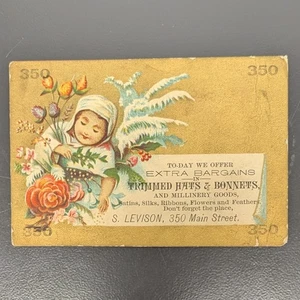 350 350
TO-DAY WE OFFER
EXTRA BARGAINS
IN
TRIMMED HATS & BONNETS,
AND MILLINERY GOODS,
Satins, Silks, Ribbons, Flowers and Feathers.
Don't forget the place,
S. LEVISON, 350 Main Street.
350 350